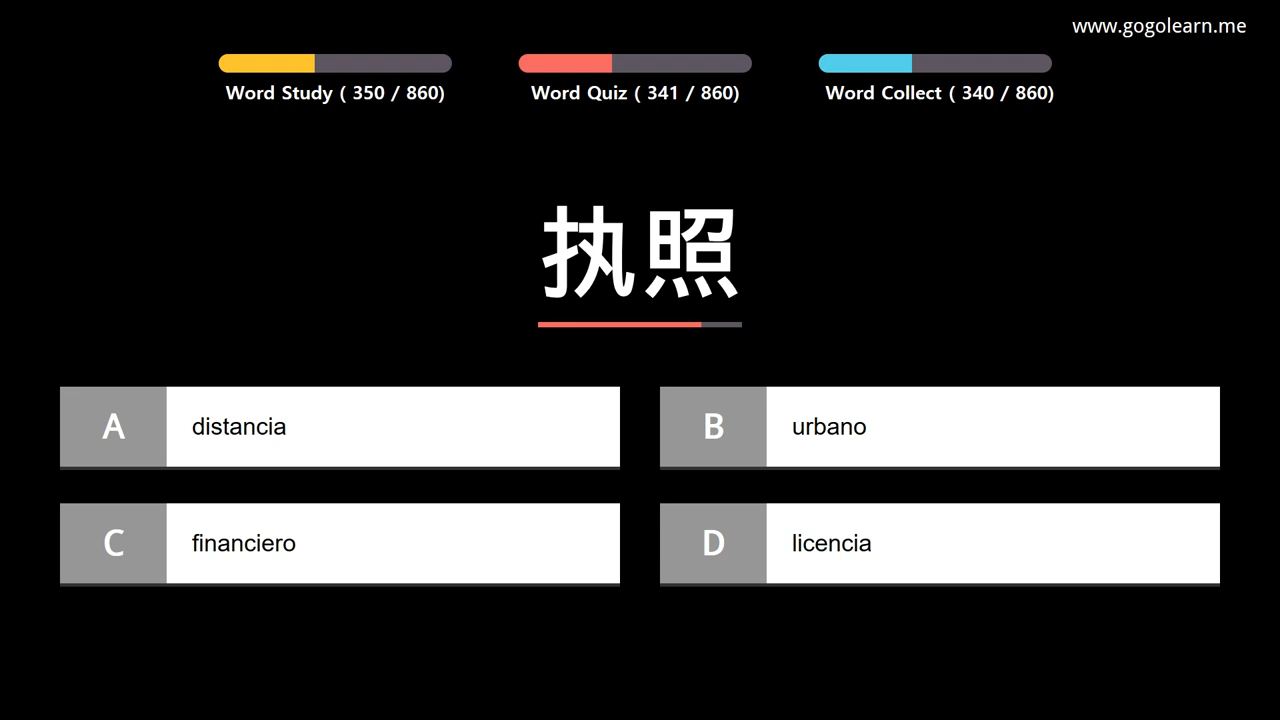 www.gogolearn.me
Word Study ( 350 / 860)
Word Quiz ( 341 / 860)
Word Collect ( 340 / 860)
执照
A distancia
B urbano
C financiero
D licencia